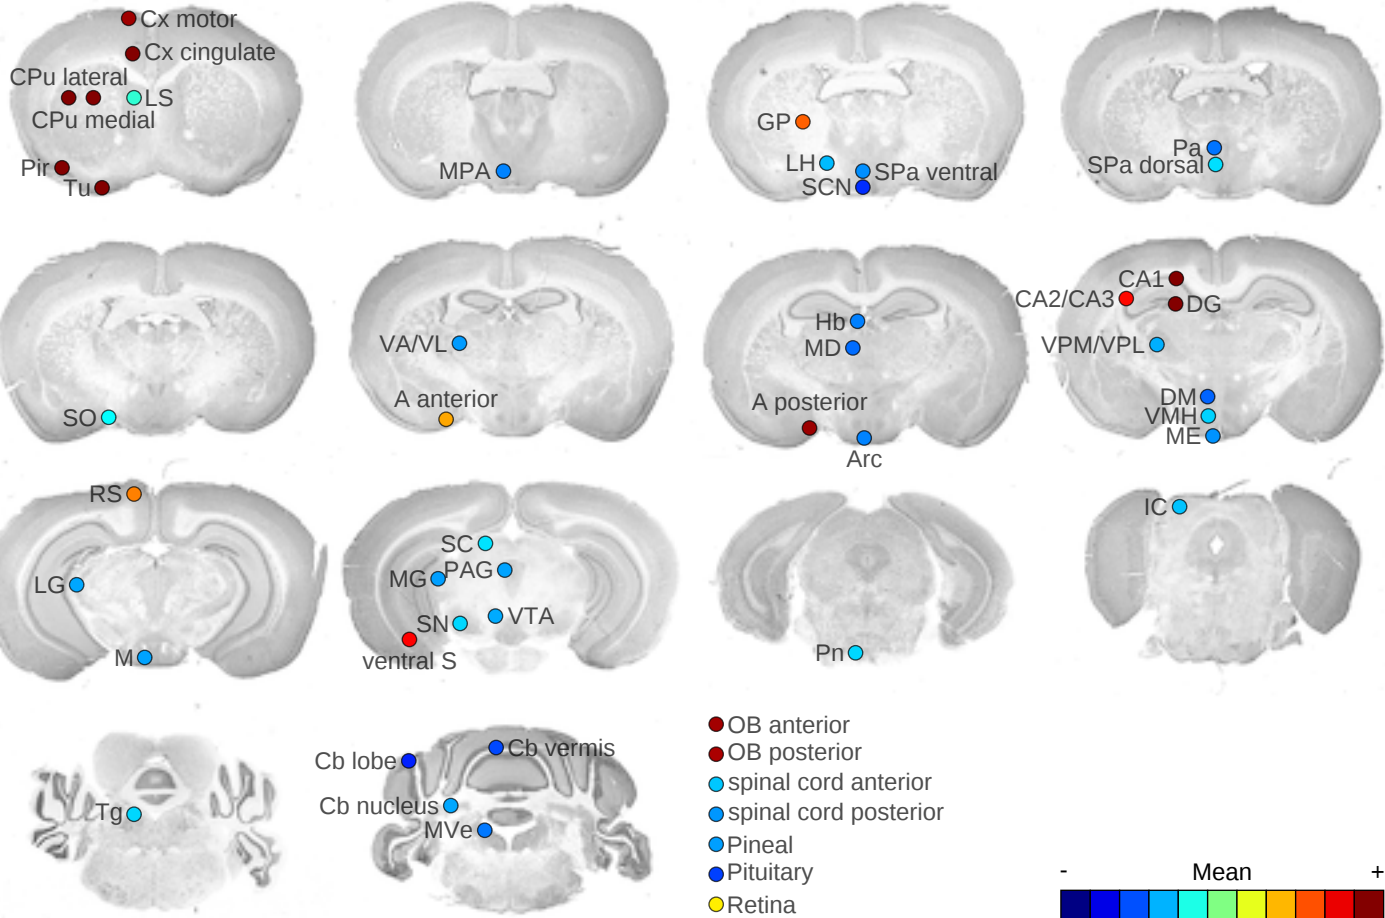 Cx motor
Cx cingulate
CPu lateral
LS
CPu medial
Pir
Tu
MPA
GP
LH
SPa ventral
SCN
Pa
SPa dorsal
SO
VA/VL
A anterior
Hb
MD
A posterior
Arc
CA1
CA2/CA3
DG
VPM/VPL
DM
VMH
ME
RS
LG
M
SC
MG
PAG
SN
VTA
ventral S
Pn
IC
Tg
Cb lobe
Cb vermis
Cb nucleus
MVe
OB anterior
OB posterior
spinal cord anterior
spinal cord posterior
Pineal
Pituitary
Retina
- Mean +